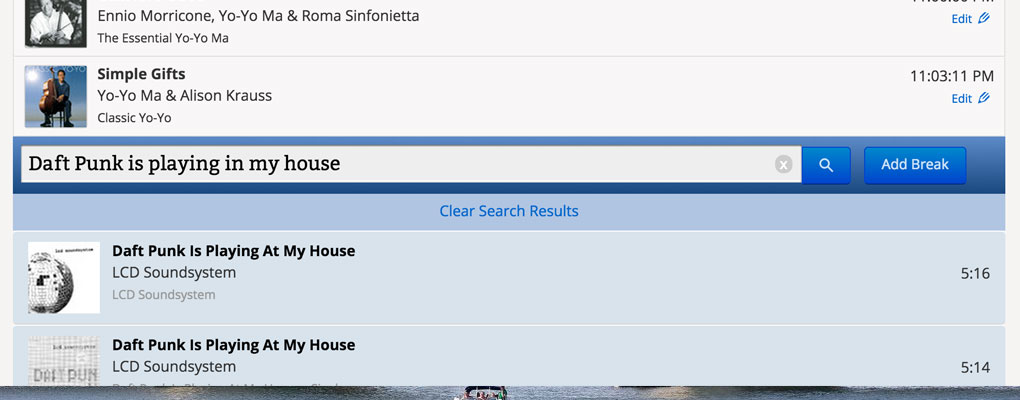 Ennio Morricone, Yo-Yo Ma & Roma Sinfonietta
Edit
The Essential Yo-Yo Ma
Simple Gifts
11:03:11 PM
Yo-Yo Ma & Alison Krauss
Edit
Classic Yo-Yo
Daft Punk is playing in my house
x
Add Break
Clear Search Results
lcd soundsystem
Daft Punk Is Playing At My House
LCD Soundsystem
5:16
LCD Soundsystem
Daft Punk Is Playing At My House
LCD Soundsystem
5:14